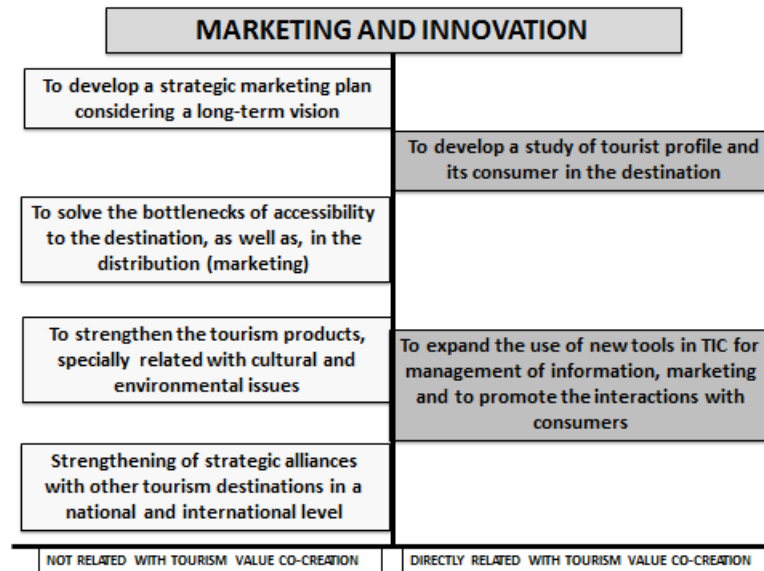 MARKETING AND INNOVATION
To develop a strategic marketing plan
considering a long-term vision
To develop a study of tourist profile and
its consumer in the destination
To solve the bottlenecks of accessibility
to the destination, as well as, in the
distribution (marketing)
To strengthen the tourism products,
specially related with cultural and
environmental issues
To expand the use of new tools in TIC for
management of information, marketing
and to promote the interactions with
consumers
Strengthening of strategic alliances
with other tourism destinations in a
national and international level
NOT RELATED WITH TOURISM VALUE CO-CREATION
DIRECTLY RELATED WITH TOURISM VALUE CO-CREATION